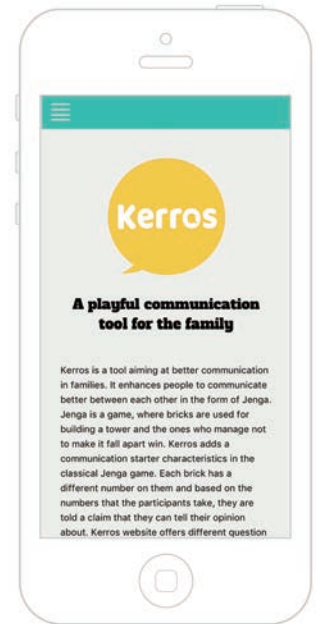 Kerros
A playful communication
tool for the family
Kerros is a tool aiming at better communication
in families. It enhances people to communicate
better between each other in the form of Jenga.
Jenga is a game, where bricks are used for
building a tower and the ones who manage not
to make it fall apart win. Kerros adds a
communication starter characteristics in the
classical Jenga game. Each brick has a
different number on them and based on the
numbers that the participants take, they are
told a claim that they can tell their opinion
about. Kerros website offers different question